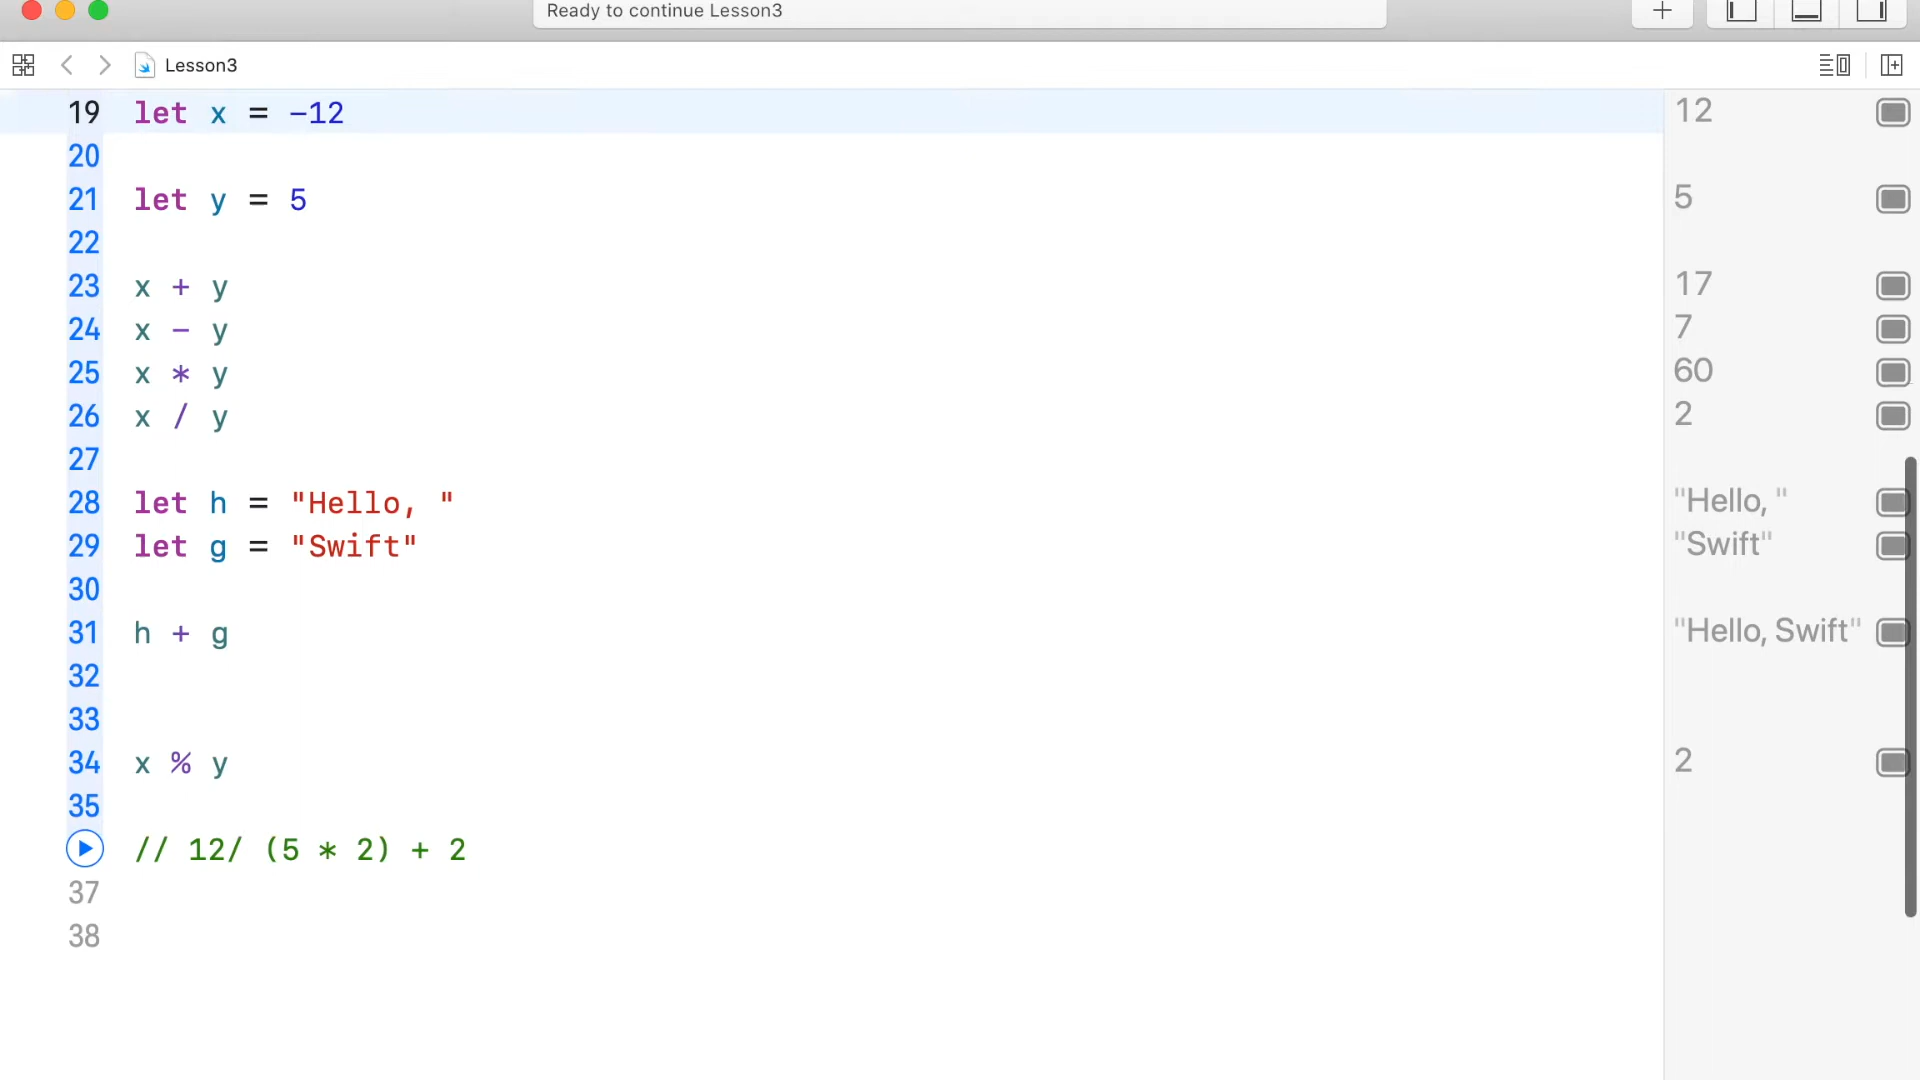 Ready to continue Lesson3
Lesson3
19 let x = -12 12
20
21 let y = 5 5
22
23 x + y 17
24 x - y 7
25 x * y 60
26 x / y 2
27
28 let h = "Hello, " "Hello, "
29 let g = "Swift" "Swift"
30
31 h + g "Hello, Swift"
32
33
34 x % y 2
35
// 12/ (5 * 2) + 2
37
38